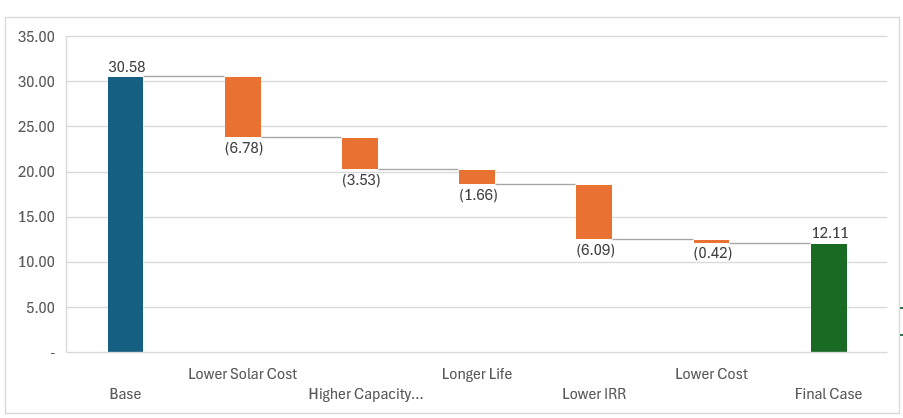 35.00
30.00
25.00
20.00
15.00
10.00
5.00
-
30.58
(6.78)
(3.53)
(1.66)
(6.09)
(0.42)
12.11
Base
Lower Solar Cost
Higher Capacity...
Longer Life
Lower IRR
Lower Cost
Final Case